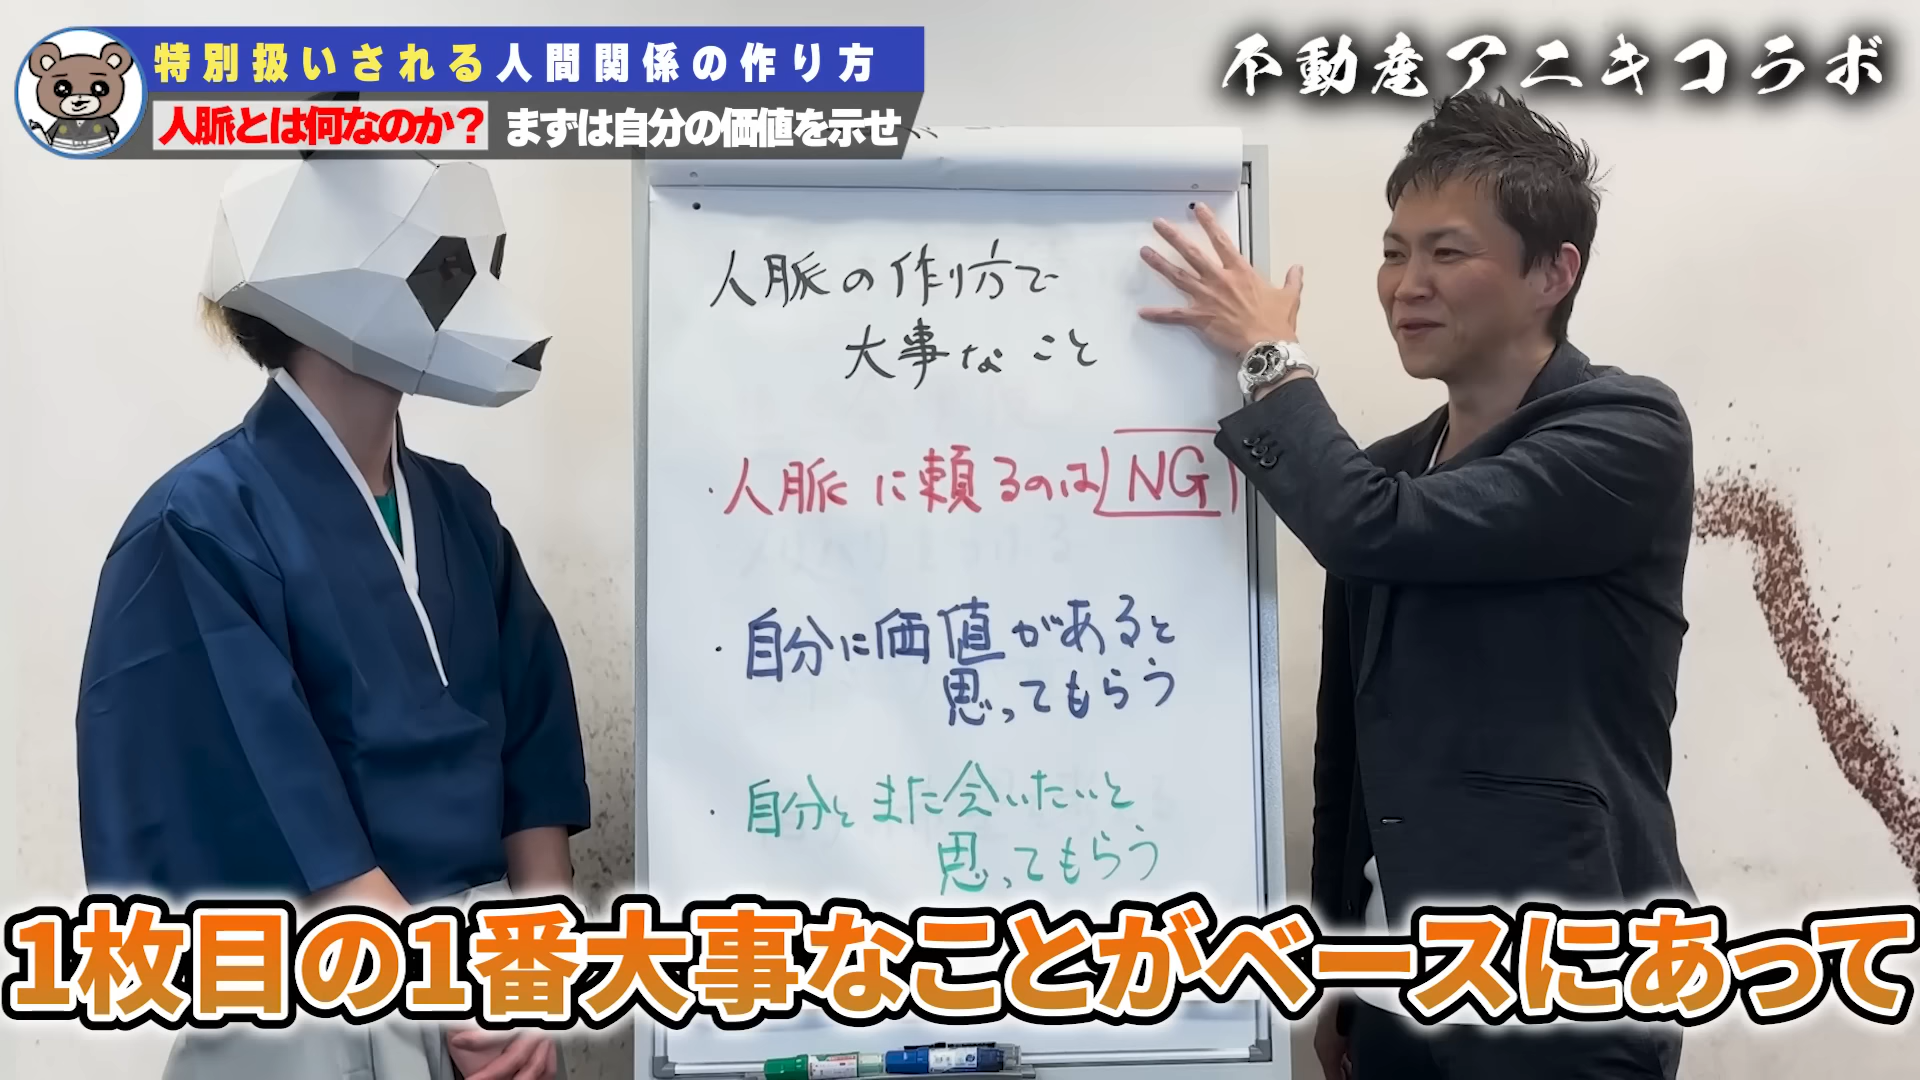 特別扱いされる人間関係の作り方
人脈とは何なのか？ まずは自分の価値を示せ
不動産アニキコラボ
人脈の作り方で
大事なこと
・人脈に頼るのはNG
・自分に価値があると
思ってもらう
・自分とまた会いたいと
思ってもらう
1枚目の1番大事なことがベースにあって